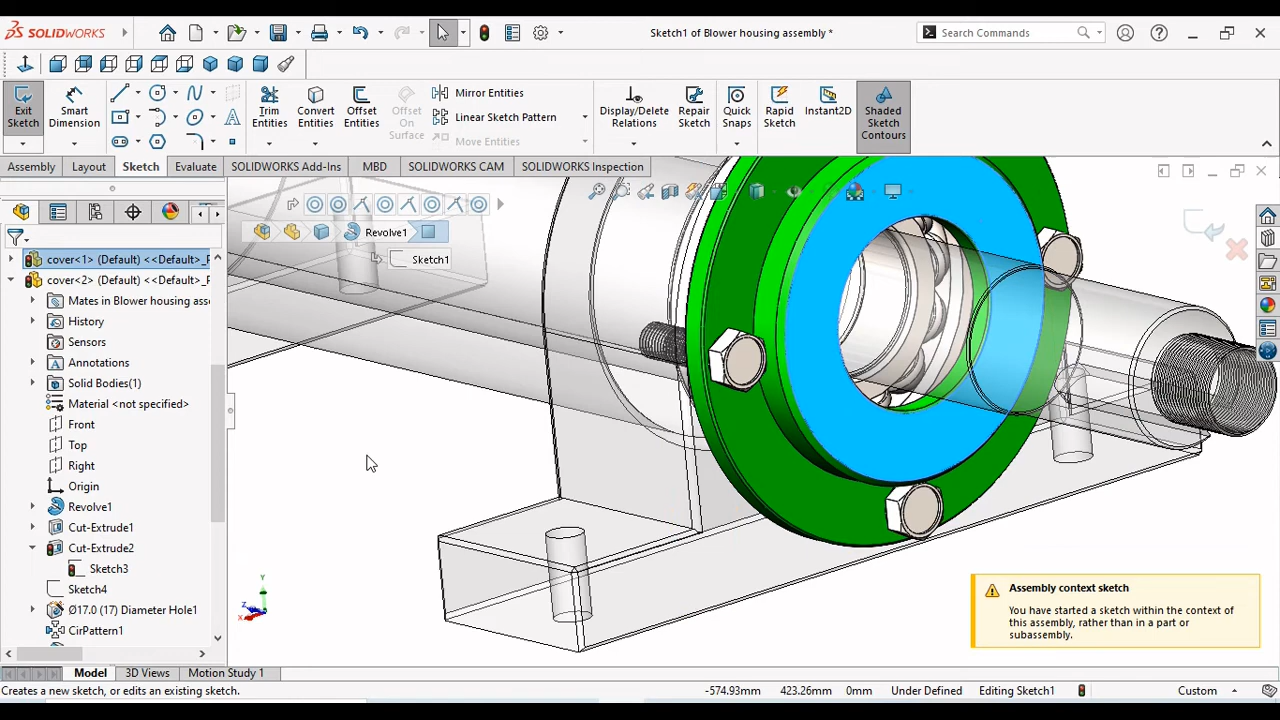 SOLIDWORKS
Sketch1 of Blower housing assembly *
Search Commands
Exit Sketch
Smart Dimension
Trim Entities
Convert Entities
Offset Entities
Offset On Surface
Mirror Entities
Linear Sketch Pattern
Move Entities
Display/Delete Relations
Repair Sketch
Quick Snaps
Rapid Sketch
Instant2D
Shaded Sketch Contours
Assembly Layout Sketch Evaluate SOLIDWORKS Add-Ins MBD SOLIDWORKS CAM SOLIDWORKS Inspection
Revolve1
Sketch1
cover<1> (Default) <<Default>_
cover<2> (Default) <<Default>_
Mates in Blower housing asse
History
Sensors
Annotations
Solid Bodies(1)
Material <not specified>
Front
Top
Right
Origin
Revolve1
Cut-Extrude1
Cut-Extrude2
Sketch3
Sketch4
Ø17.0 (17) Diameter Hole1
CirPattern1
Y
Z
X
Assembly context sketch
You have started a sketch within the context of
this assembly, rather than in a part or
subassembly.
Model 3D Views Motion Study 1
Creates a new sketch, or edits an existing sketch.
-574.93mm 423.26mm 0mm Under Defined Editing Sketch1 Custom